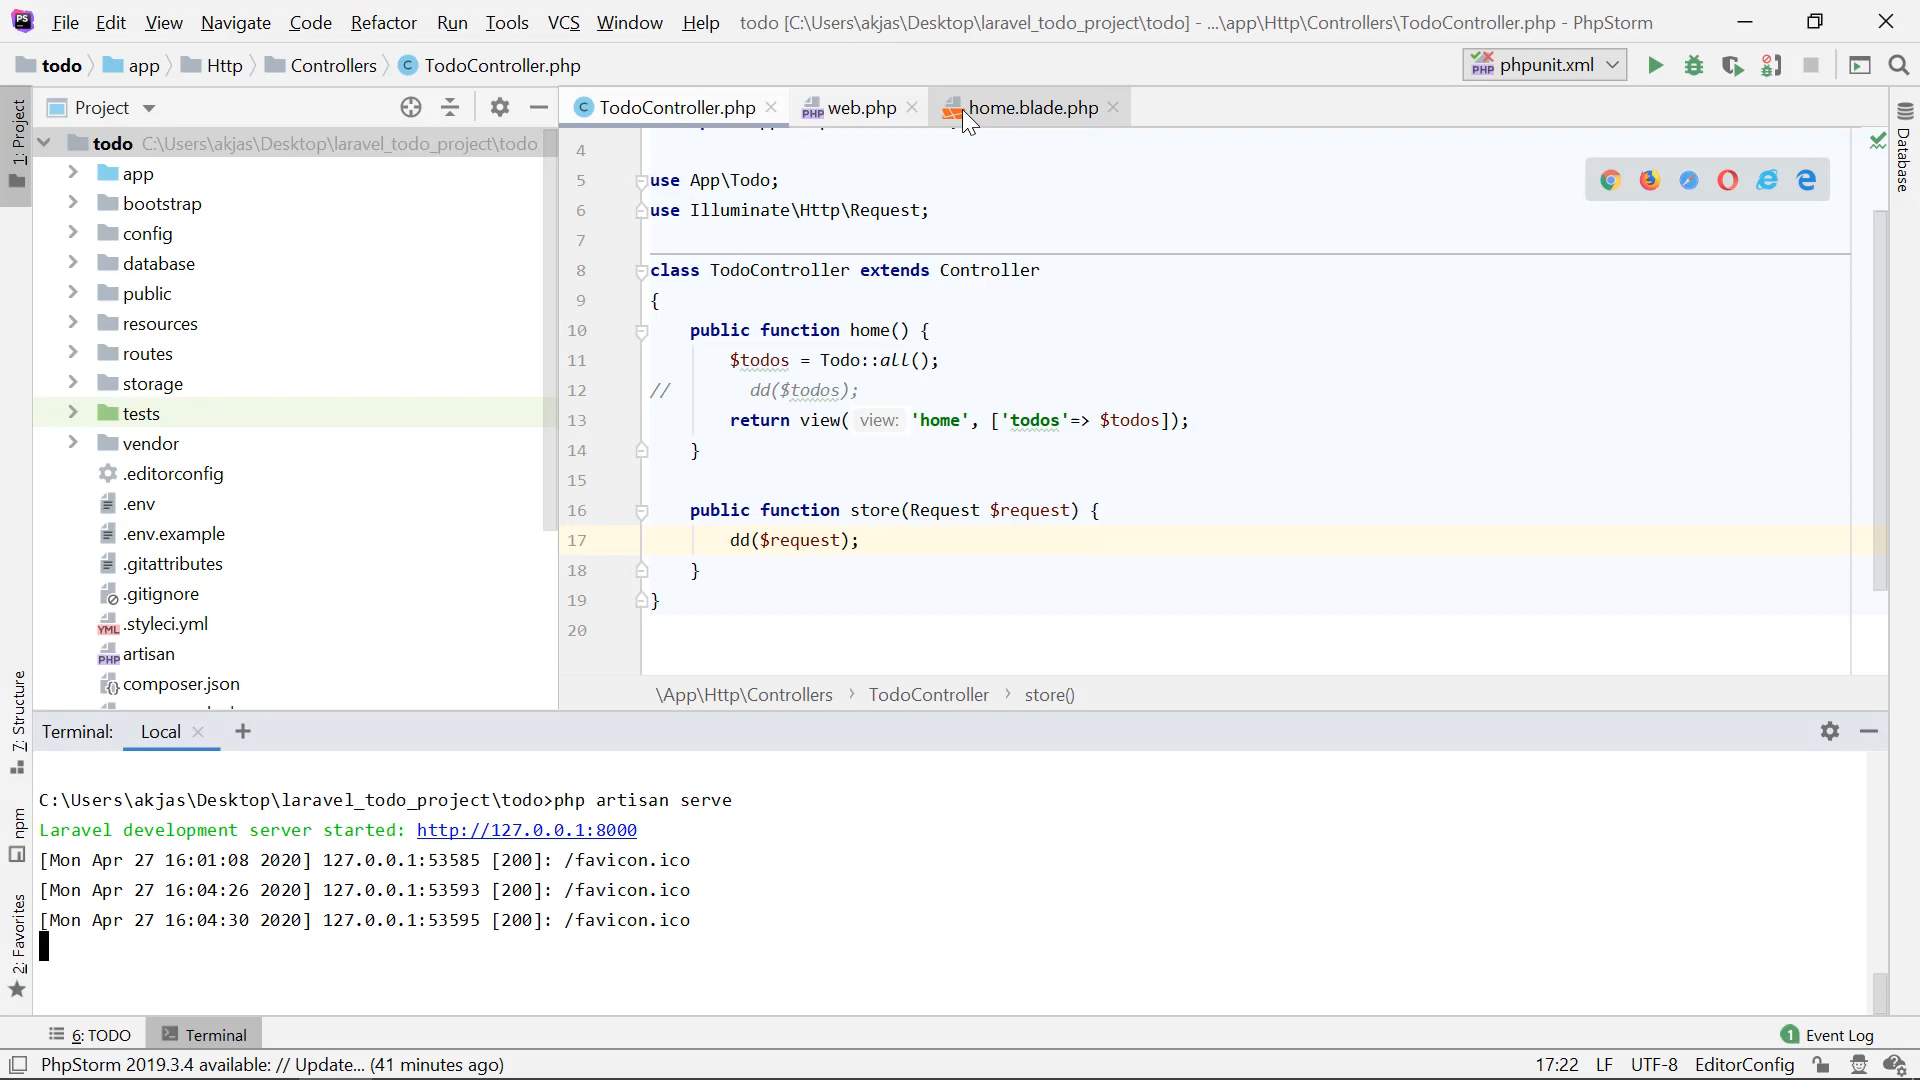 File Edit View Navigate Code Refactor Run Tools VCS Window Help todo [C:\Users\akjas\Desktop\laravel_todo_project\todo] - ...\app\Http\Controllers\TodoController.php - PhpStorm
todo app Http Controllers TodoController.php phpunit.xml
Project TodoController.php web.php home.blade.php
1: Project
todo C:\Users\akjas\Desktop\laravel_todo_project\todo
app
bootstrap
config
database
public
resources
routes
storage
tests
vendor
.editorconfig
.env
.env.example
.gitattributes
.gitignore
.styleci.yml
artisan
composer.json
4
5 use App\Todo;
6 use Illuminate\Http\Request;
7
8 class TodoController extends Controller
9 {
10 public function home() {
11 $todos = Todo::all();
12 // dd($todos);
13 return view( view: 'home', ['todos'=> $todos]);
14 }
15
16 public function store(Request $request) {
17 dd($request);
18 }
19 }
20
Database
\App\Http\Controllers › TodoController › store()
7: Structure
npm
2: Favorites
Terminal: Local +
C:\Users\akjas\Desktop\laravel_todo_project\todo>php artisan serve
Laravel development server started: http://127.0.0.1:8000
[Mon Apr 27 16:01:08 2020] 127.0.0.1:53585 [200]: /favicon.ico
[Mon Apr 27 16:04:26 2020] 127.0.0.1:53593 [200]: /favicon.ico
[Mon Apr 27 16:04:30 2020] 127.0.0.1:53595 [200]: /favicon.ico
6: TODO Terminal 1 Event Log
PhpStorm 2019.3.4 available: // Update... (41 minutes ago) 17:22 LF UTF-8 EditorConfig